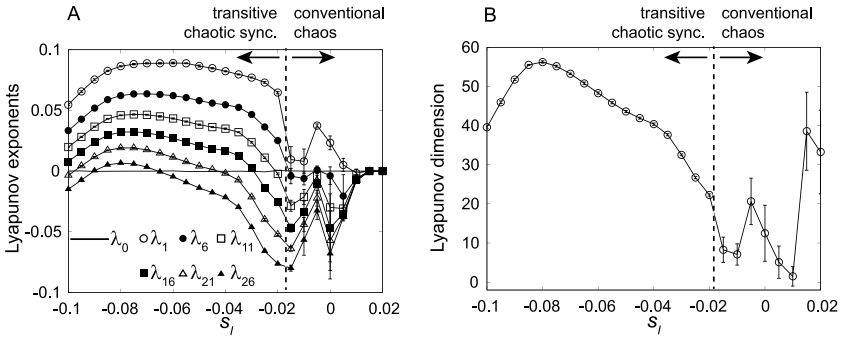 A
transitive
chaotic sync.
conventional
chaos
0.1
0.05
0
-0.05
-0.1
Lyapunov exponents
λ0 λ1 λ6 λ11
λ16 λ21 λ26
-0.1 -0.08 -0.06 -0.04 -0.02 0 0.02
sI
B
transitive
chaotic sync.
conventional
chaos
60
50
40
30
20
10
0
Lyapunov dimension
-0.1 -0.08 -0.06 -0.04 -0.02 0 0.02
sI